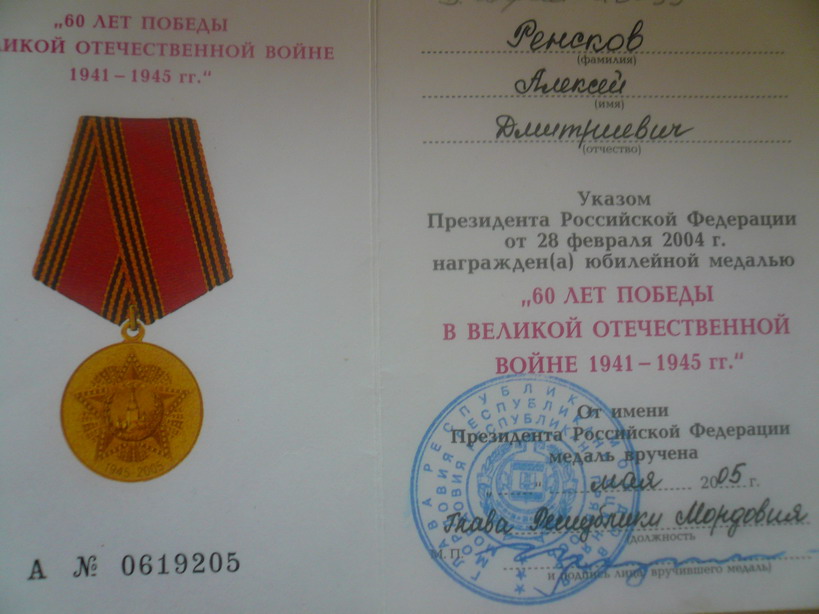 „60 ЛЕТ ПОБЕДЫ
ЛИКОЙ ОТЕЧЕСТВЕННОЙ ВОЙНЕ
1941 – 1945 гг.“
1945-2005
А № 0619205
Ренсков
(фамилия)
Алексей
(имя)
Дмитриевич
(отчество)
Указом
Президента Российской Федерации
от 28 февраля 2004 г.
награжден(а) юбилейной медалью
„60 ЛЕТ ПОБЕДЫ
В ВЕЛИКОЙ ОТЕЧЕСТВЕННОЙ
ВОЙНЕ 1941 – 1945 гг.“
От имени
Президента Российской Федерации
медаль вручена
„ “ мая 2005 г.
Глава Республики Мордовия
должность
М. П.
и подпись лица, вручившего медаль)